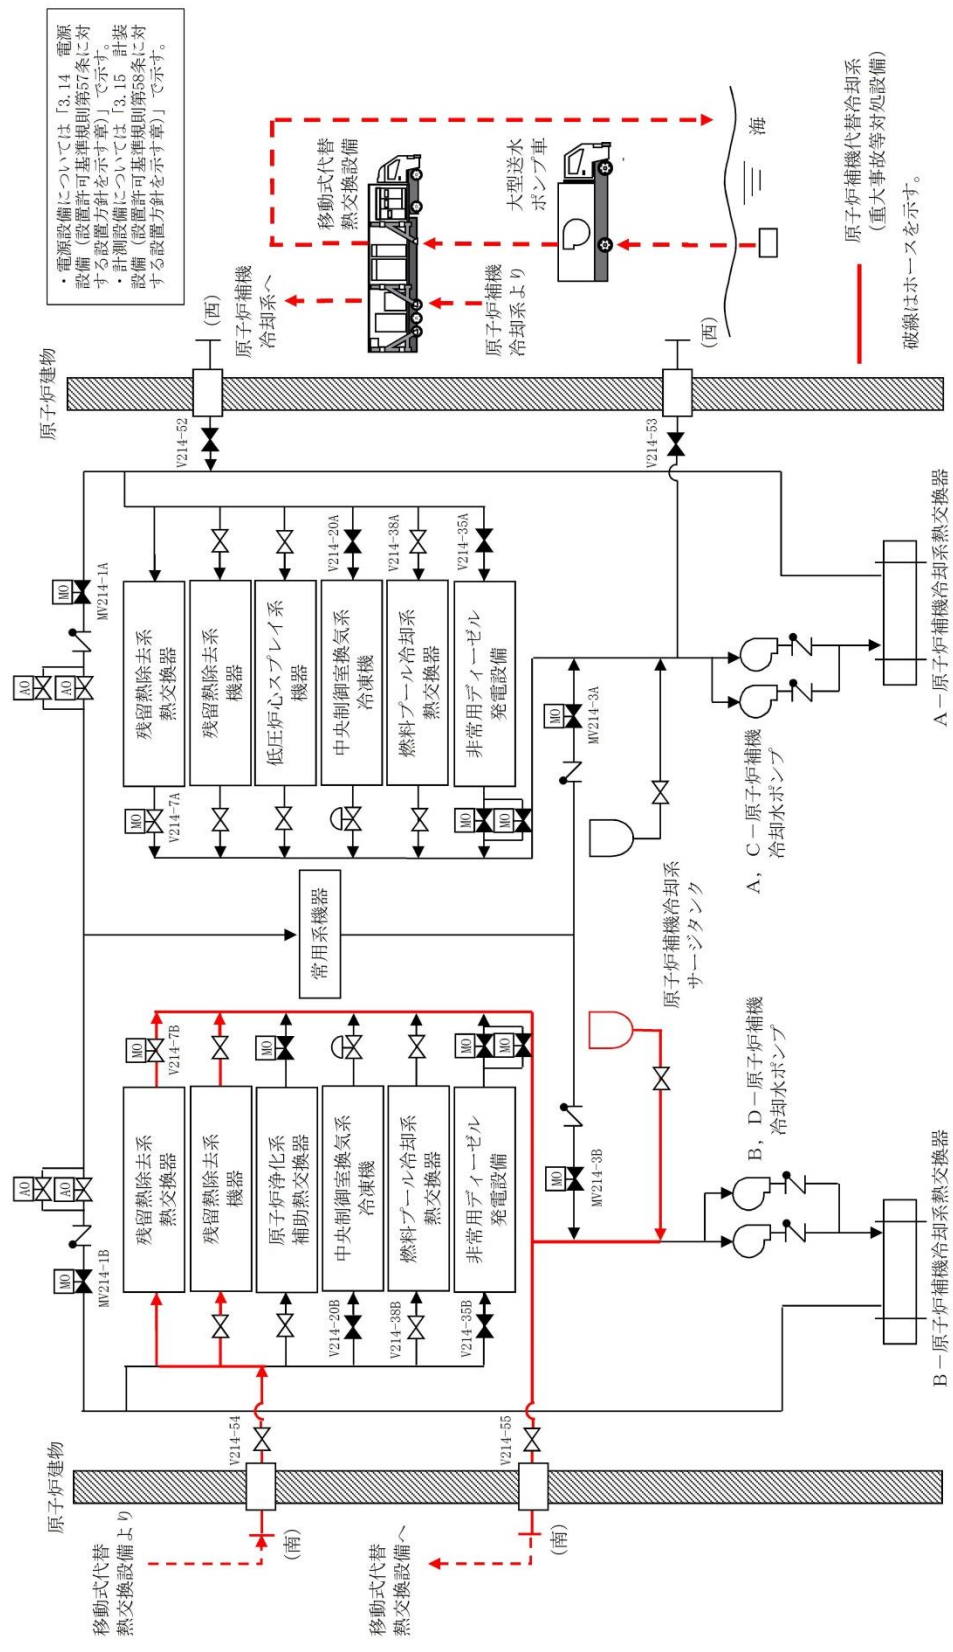 ・電源設備については「3.14　電源
設備（設置許可基準規則第57条に対
する設置方針を示す章）」で示す。
・計測設備については「3.15　計装
設備（設置許可基準規則第58条に対
する設置方針を示す章）」で示す。
原子炉建物
原子炉建物
移動式代替
熱交換設備より
(南)
V214-54
移動式代替
熱交換設備へ
(南)
V214-55
MO
MV214-1B
AO
AO
AO
AO
MO
MV214-1A
残留熱除去系
熱交換器
MO
V214-7B
残留熱除去系
機器
原子炉浄化系
補助熱交換器
MO
中央制御室換気系
冷凍機
V214-20B
燃料プール冷却系
熱交換器
V214-38B
非常用ディーゼル
発電設備
V214-35B
MO
MO
常用系機器
残留熱除去系
熱交換器
MO
V214-7A
残留熱除去系
機器
低圧炉心スプレイ系
機器
中央制御室換気系
冷凍機
V214-20A
燃料プール冷却系
熱交換器
V214-38A
非常用ディーゼル
発電設備
V214-35A
MO
MO
MO
MV214-3B
MO
MV214-3A
原子炉補機冷却系
サージタンク
B，D－原子炉補機
冷却水ポンプ
A，C－原子炉補機
冷却水ポンプ
B－原子炉補機冷却系熱交換器
A－原子炉補機冷却系熱交換器
V214-52
(西)
V214-53
(西)
原子炉補機
冷却系へ
原子炉補機
冷却系より
移動式代替
熱交換設備
大型送水
ポンプ車
海
原子炉補機代替冷却系
(重大事故等対処設備)
破線はホースを示す。